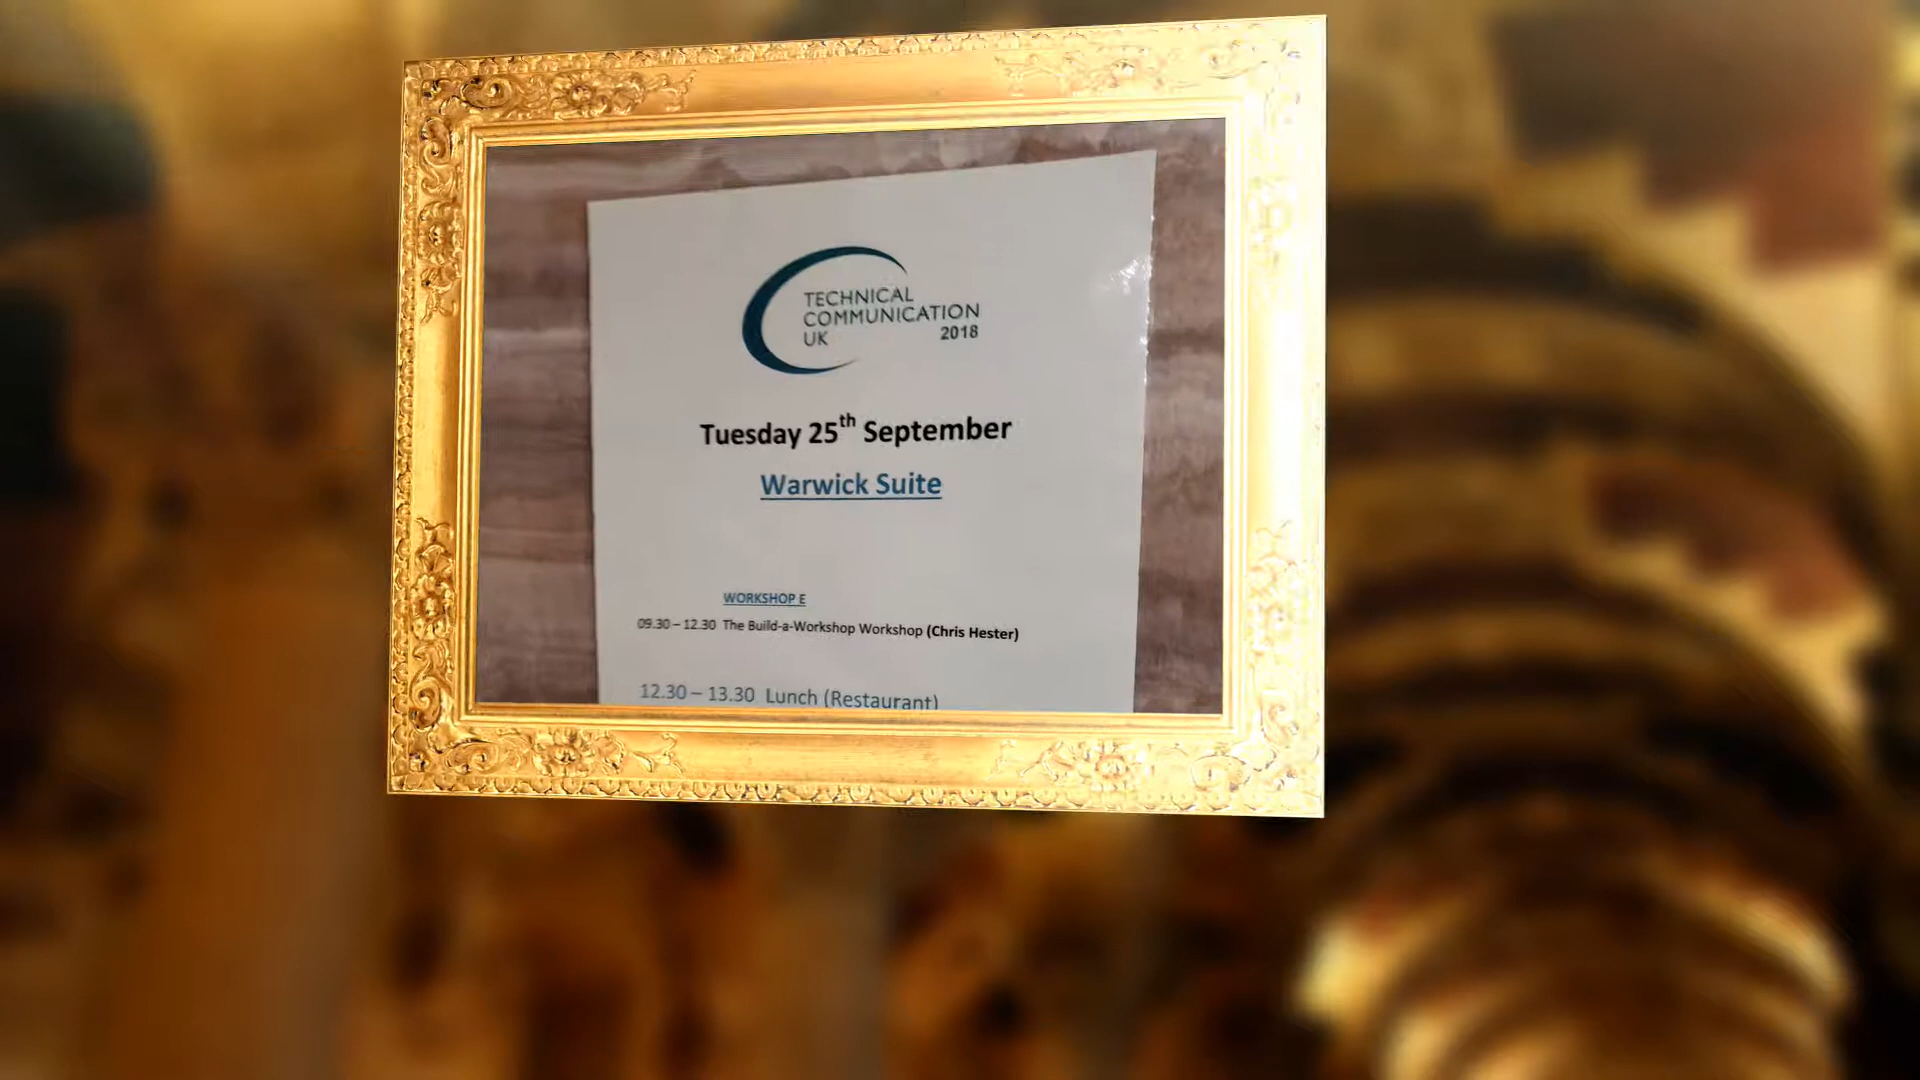 TECHNICAL
COMMUNICATION
UK 2018
Tuesday 25th September
Warwick Suite
WORKSHOP E
09.30 – 12.30 The Build-a-Workshop Workshop (Chris Hester)
12.30 – 13.30 Lunch (Restaurant)